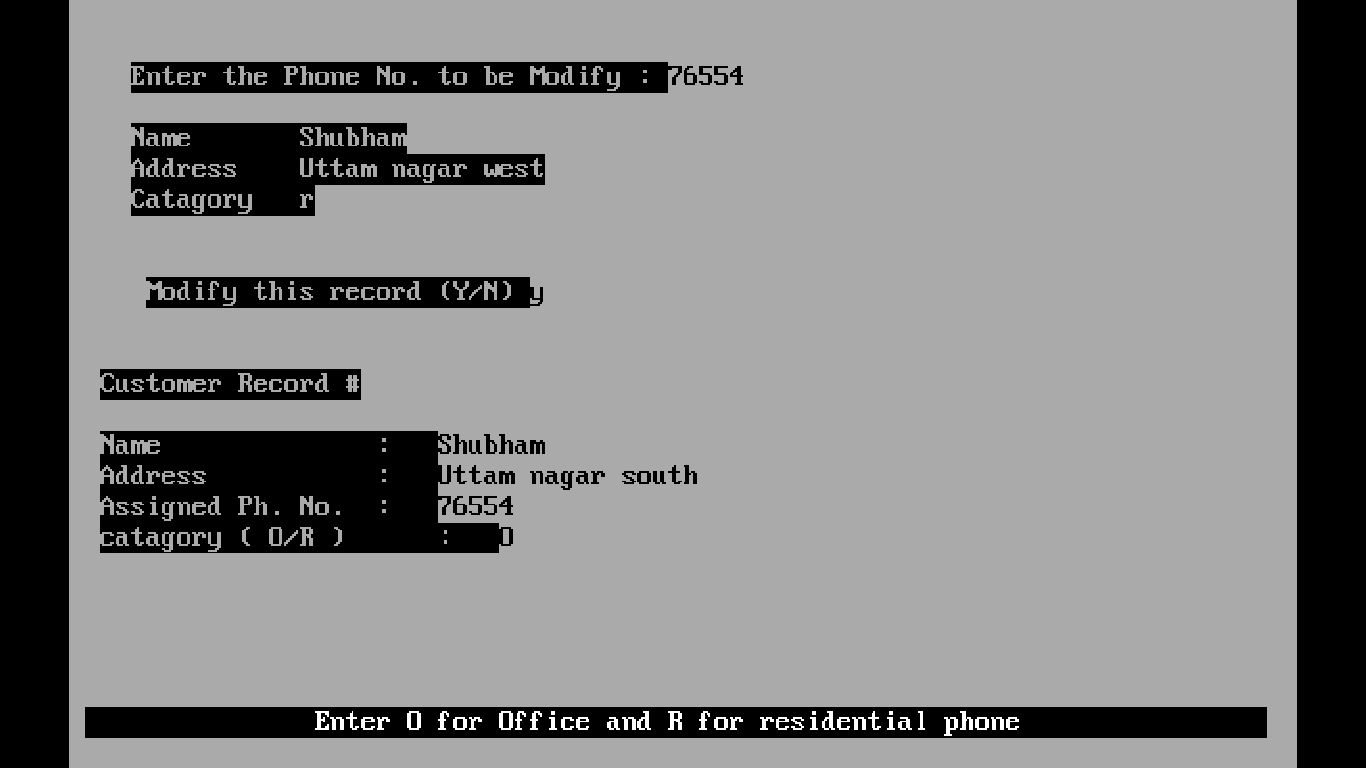 Enter the Phone No. to be Modify : 76554
Name Shubham
Address Uttam nagar west
Catagory r
Modify this record (Y/N) y
Customer Record #
Name : Shubham
Address : Uttam nagar south
Assigned Ph. No. : 76554
catagory ( O/R ) : O
Enter O for Office and R for residential phone